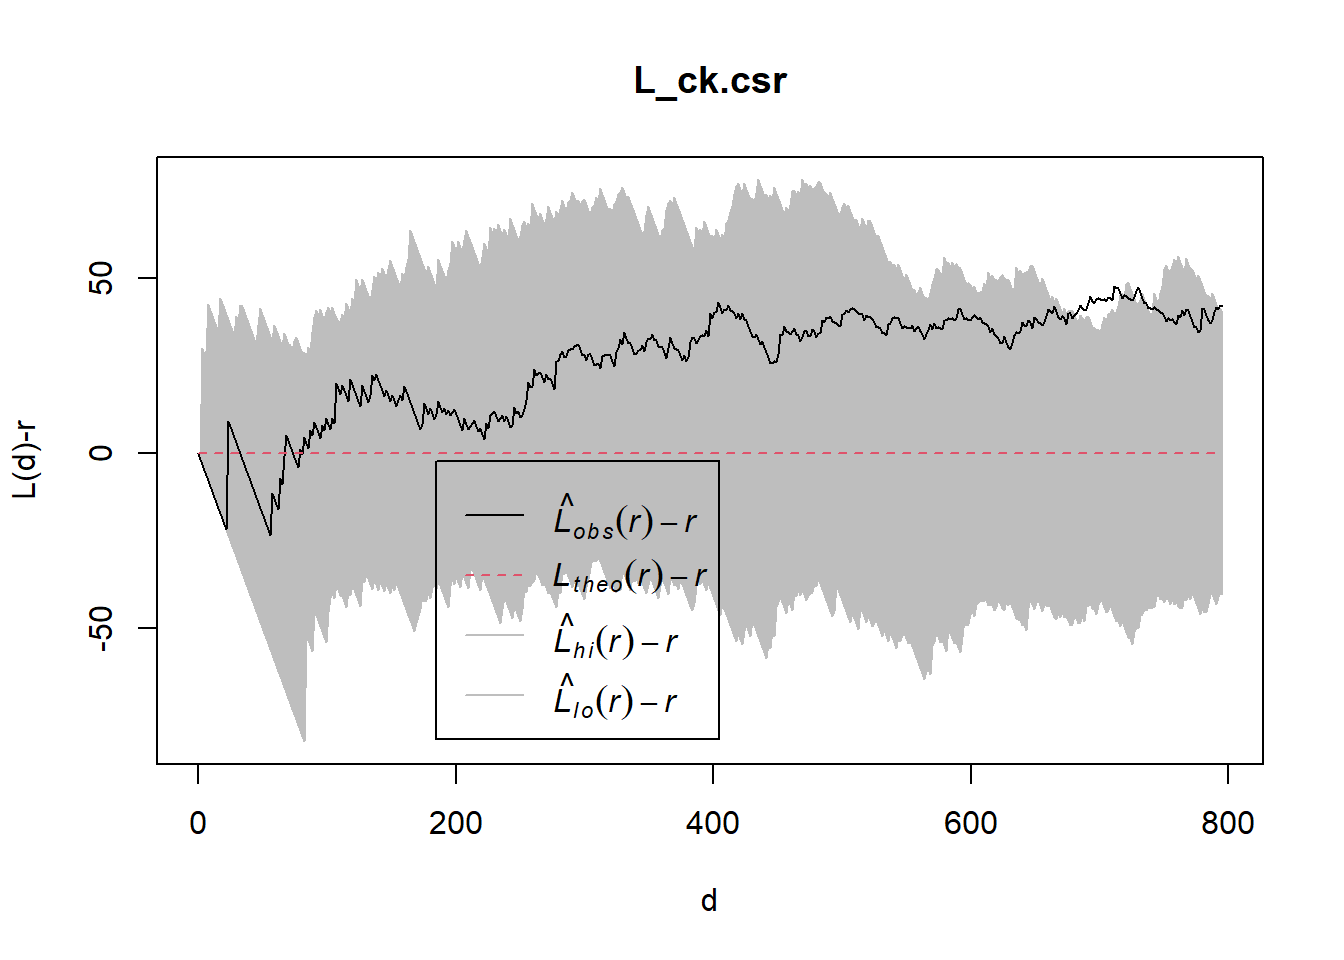 L_ck.csr
L(d)-r
50
0
-50
L̂obs(r) – r
Ltheo(r) – r
L̂hi(r) – r
L̂lo(r) – r
0 200 400 600 800
d